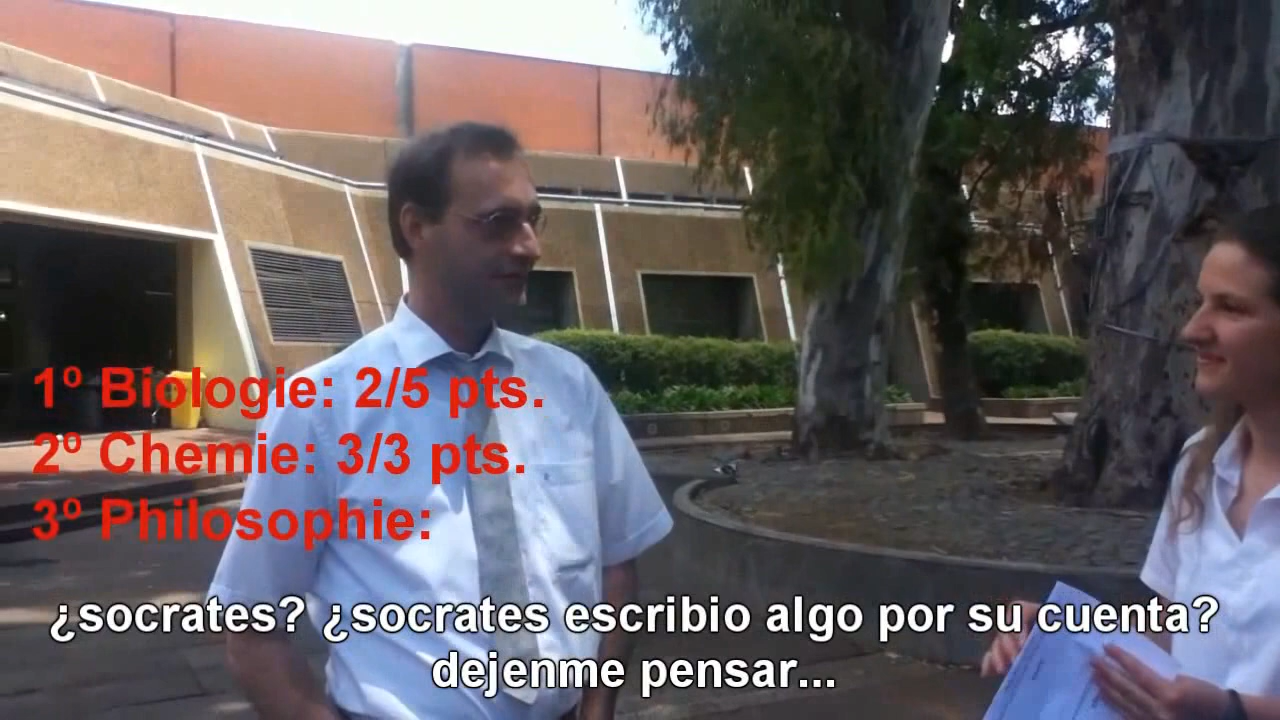 1º Biologie: 2/5 pts.
2º Chemie: 3/3 pts.
3º Philosophie:
¿socrates? ¿socrates escribio algo por su cuenta?
dejenme pensar...